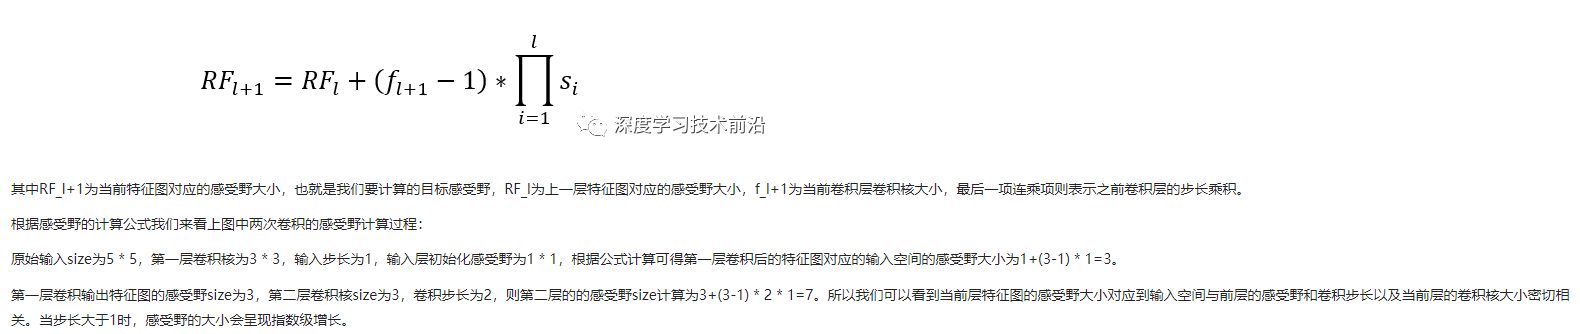 RF_{l+1} = RF_l + (f_{l+1} − 1) * ∏_{i=1}^{l} s_i
深度学习技术前沿
其中RF_l+1为当前特征图对应的感受野大小，也就是我们要计算的目标感受野，RF_l为上一层特征图对应的感受野大小，f_l+1为当前卷积层卷积核大小，最后一项连乘项则表示之前卷积层的步长乘积。
根据感受野的计算公式我们来看上图中两次卷积的感受野计算过程：
原始输入size为5 * 5，第一层卷积核为3 * 3，输入步长为1，输入层初始化感受野为1 * 1，根据公式计算可得第一层卷积后的特征图对应的输入空间的感受野大小为1+(3-1) * 1=3。
第一层卷积输出特征图的感受野size为3，第二层卷积核size为3，卷积步长为2，则第二层的的感受野size计算为3+(3-1) * 2 * 1=7。所以我们可以看到当前层特征图的感受野大小对应到输入空间与前层的感受野和卷积步长以及当前层的卷积核大小密切相
关。当步长大于1时，感受野的大小会呈现指数级增长。